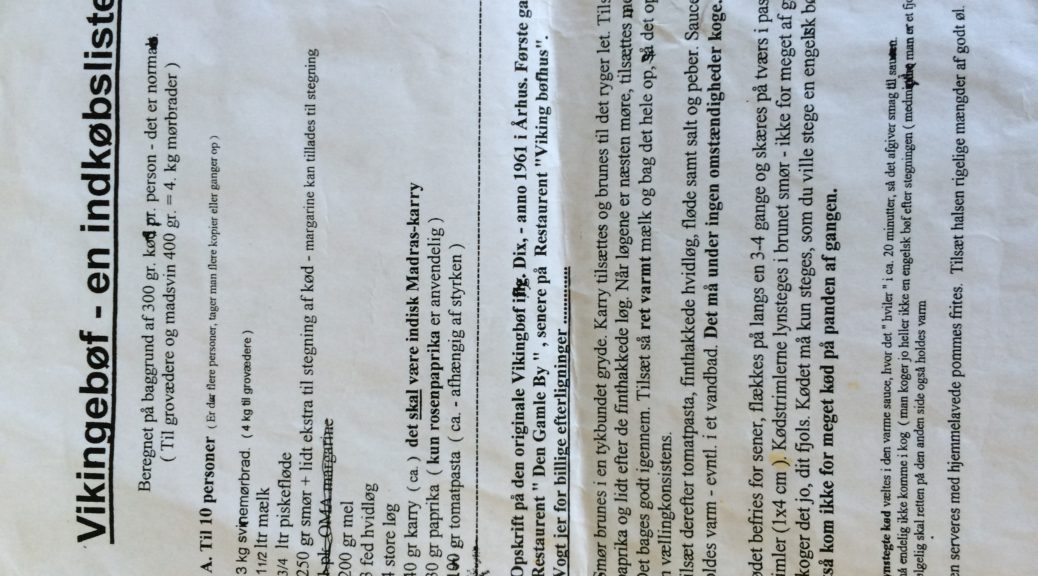 Vikingebøf - en indkøbsliste
Beregnet på baggrund af 300 gr. kød pr. person - det er normal.
( Til grovædere og madsvin 400 gr. = 4. kg mørbrader )
A. Til 10 personer ( Er dær flere personer, tager man flere kopier eller ganger op )
3 kg svinemørbrad. ( 4 kg til grovædere )
1 1/2 ltr mælk
3/4 ltr piskefløde
250 gr smør + lidt ekstra til stegning af kød - margarine kan tillades til stegning
pk OMA margarine
200 gr mel
3 fed hvidløg
4 store løg
40 gr karry ( ca. ) det skal være indisk Madras-karry
30 gr paprika ( kun rosenpaprika er anvendelig )
100 gr tomatpasta ( ca. - afhængig af styrken )
Opskrift på den originale Vikingbøf iflg. Dix, - anno 1961 i Århus. Første ga
Restaurent " Den Gamle By " , senere på Restaurent "Viking bøfhus".
Vogt jer for billige efterligninger .............
Smør brunes i en tykbundet gryde. Karry tilsættes og brunes til det ryger let. Tils
paprika og lidt efter de finthakkede løg. Når løgene er næsten møre, tilsættes me
Det bages godt igennem. Tilsæt så ret varmt mælk og bag det hele op, så det op
n vællingkonsistens.
ilsæt derefter tomatpasta, finthakkede hvidløg, fløde samt salt og peber. Sauce
oldes varm - evntl. i et vandbad. Det må under ingen omstændigheder koge.
ødet befries for sener, flækkes på langs en 3-4 gange og skæres på tværs i pas
rimler (1x4 cm ). Kødstrimlerne lynsteges i brunet smør - ikke for meget af g
koger det jo, dit fjols. Kødet må kun steges, som du ville stege en engelsk bø
så kom ikke for meget kød på panden af gangen.
ynstegte kød væltes i den varme sauce, hvor det " hviler " i ca. 20 minutter, så det afgiver smag til saucen.
å endelig ikke komme i kog ( man koger jo heller ikke en engelsk bøf efter stegningen ( medmindre man er et fjo
ølgelig skal retten på den anden side også holdes varm
en serveres med hjemmelavede pommes frites. Tilsæt halsen rigelige mængder af godt øl.